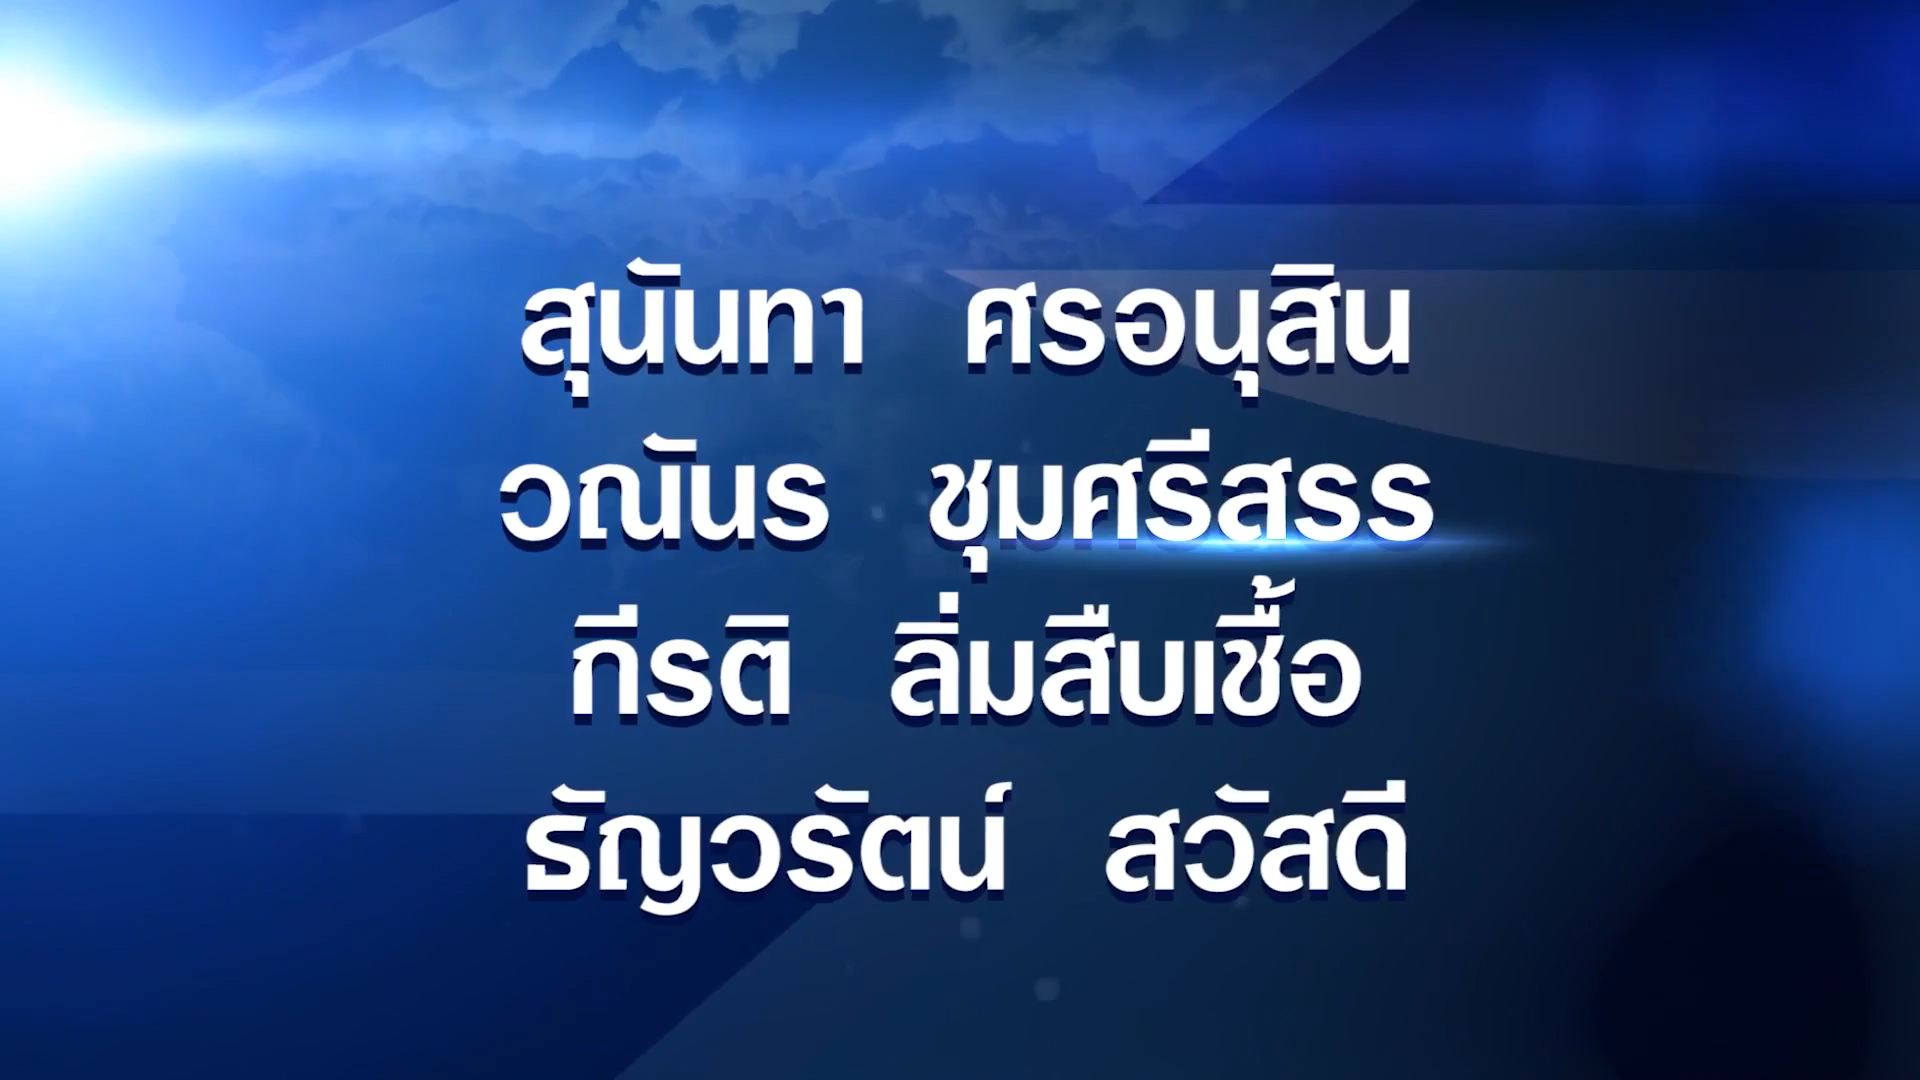 สุนันทา ศรอนุสิน
วณันร ชุมศรีสรร
กีรติ ลิ่มสืบเชื้อ
ธัญวรัตน์ สวัสดี